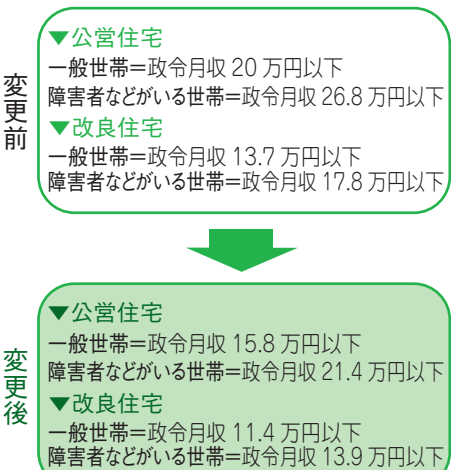 変更前
▼公営住宅
一般世帯=政令月収 20 万円以下
障害者などがいる世帯=政令月収 26.8 万円以下
▼改良住宅
一般世帯=政令月収 13.7 万円以下
障害者などがいる世帯=政令月収 17.8 万円以下
変更後
▼公営住宅
一般世帯=政令月収 15.8 万円以下
障害者などがいる世帯=政令月収 21.4 万円以下
▼改良住宅
一般世帯=政令月収 11.4 万円以下
障害者などがいる世帯=政令月収 13.9 万円以下